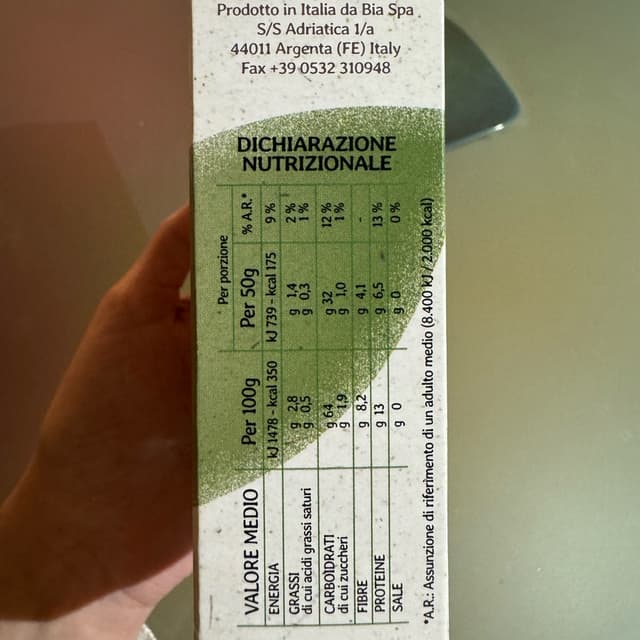 Prodotto in Italia da Bia Spa
S/S Adriatica 1/a
44011 Argenta (FE) Italy
Fax +39 0532 310948
DICHIARAZIONE
NUTRIZIONALE
Per porzione
VALORE MEDIO Per 100g Per 50g % A.R.*
ENERGIA kJ 1478 - kcal 350 kJ 739 - kcal 175 9 %
GRASSI g 2,8 g 1,4 2 %
di cui acidi grassi saturi g 0,5 g 0,3 1 %
CARBOIDRATI g 64 g 32 12 %
di cui zuccheri g 1,9 g 1,0 1 %
FIBRE g 8,2 g 4,1 -
PROTEINE g 13 g 6,5 13 %
SALE g 0 g 0 0 %
*A.R.: Assunzione di riferimento di un adulto medio (8.400 kJ / 2.000 kcal)